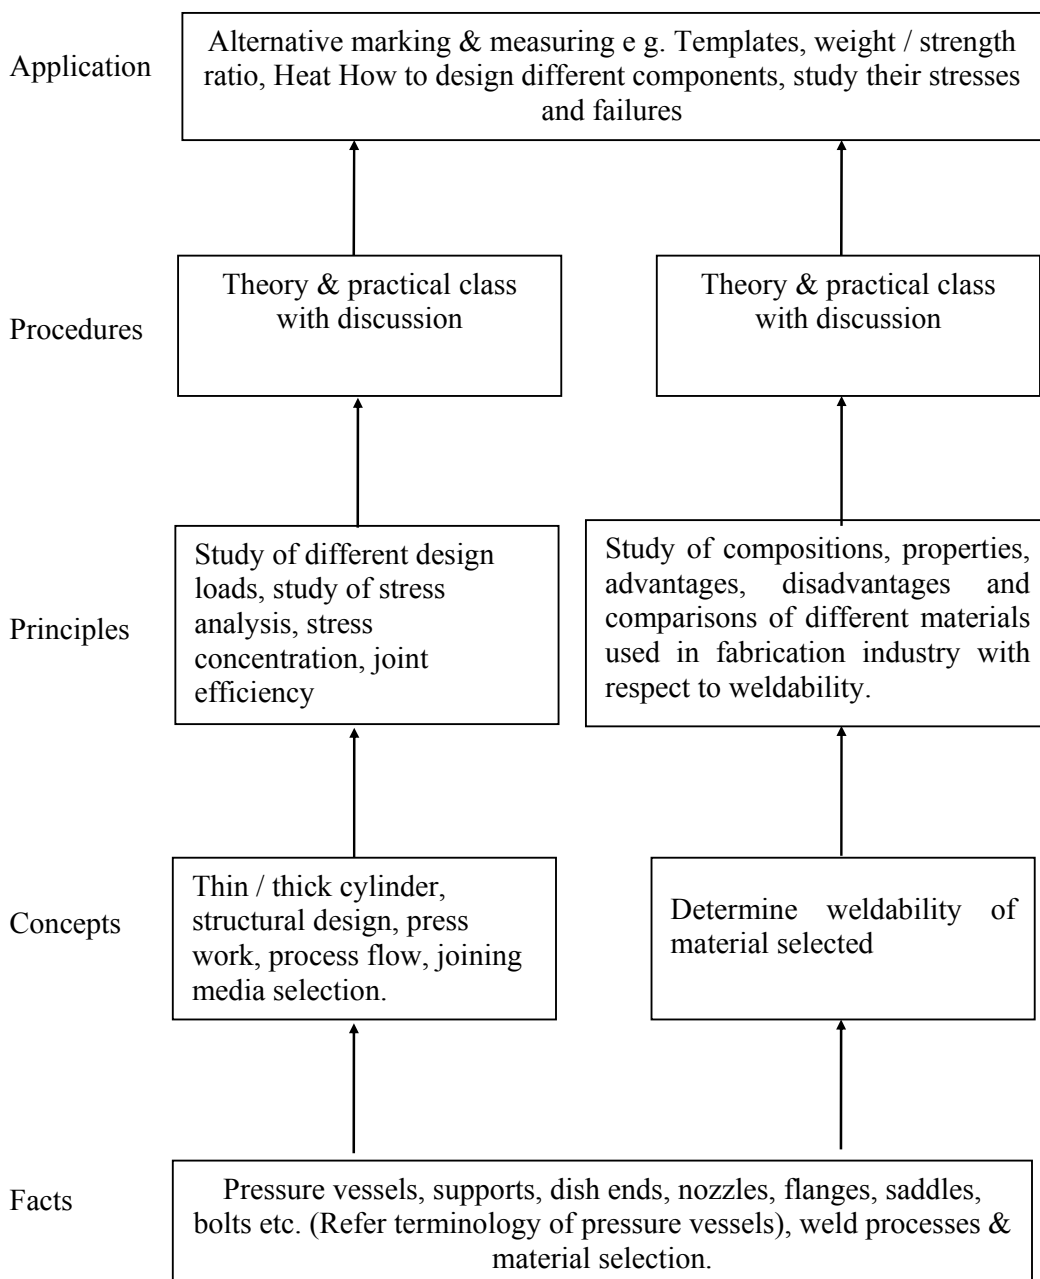 Application
Alternative marking & measuring e g. Templates, weight / strength
ratio, Heat How to design different components, study their stresses
and failures
Procedures
Theory & practical class
with discussion
Theory & practical class
with discussion
Principles
Study of different design
loads, study of stress
analysis, stress
concentration, joint
efficiency
Study of compositions, properties,
advantages, disadvantages and
comparisons of different materials
used in fabrication industry with
respect to weldability.
Concepts
Thin / thick cylinder,
structural design, press
work, process flow, joining
media selection.
Determine weldability of
material selected
Facts
Pressure vessels, supports, dish ends, nozzles, flanges, saddles,
bolts etc. (Refer terminology of pressure vessels), weld processes &
material selection.